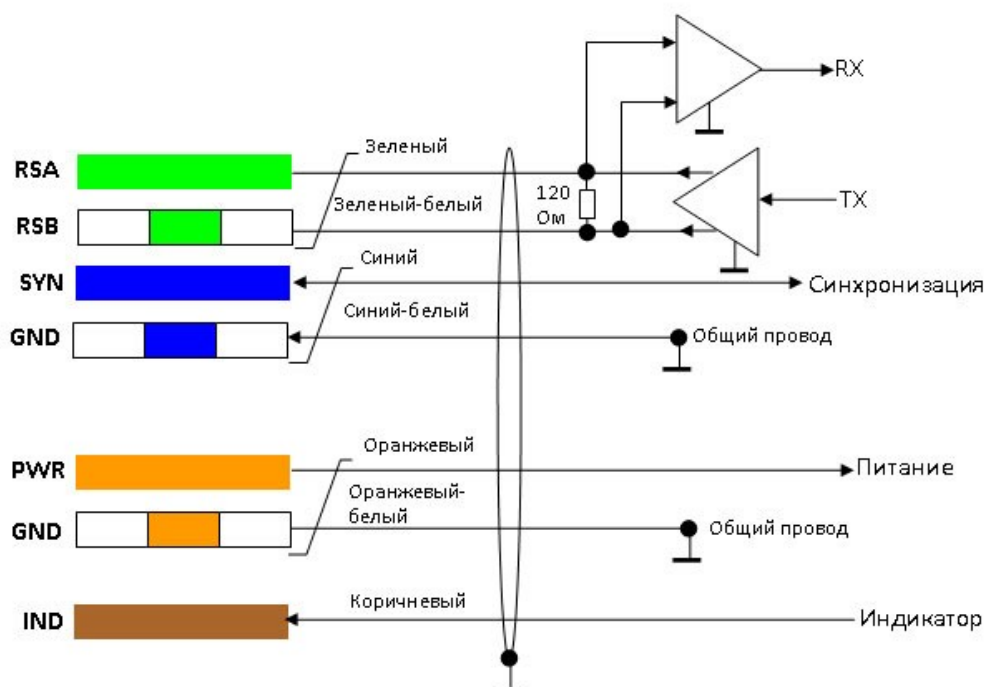 RX
Зеленый
RSA
120
Ом
TX
Зеленый-белый
RSB
Синий
SYN
Синхронизация
Синий-белый
GND
Общий провод
Оранжевый
PWR
Питание
Оранжевый-
белый
GND
Общий провод
Коричневый
IND
Индикатор